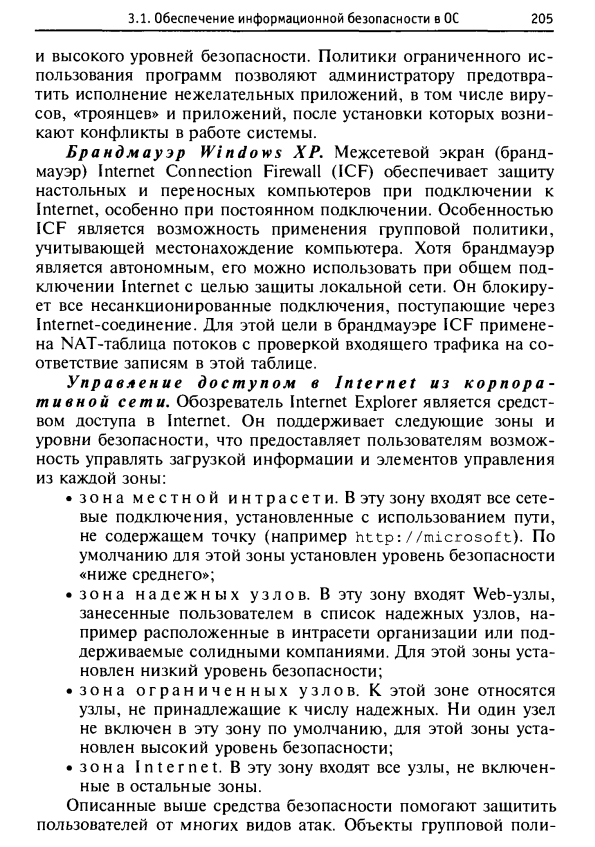 3.1. Обеспечение информационной безопасности в ОС 205
и высокого уровней безопасности. Политики ограниченного ис-
пользования программ позволяют администратору предотвра-
тить исполнение нежелательных приложений, в том числе виру-
сов, «троянцев» и приложений, после установки которых возни-
кают конфликты в работе системы.
Брандмауэр Windows XP. Межсетевой экран (бранд-
мауэр) Internet Connection Firewall (ICF) обеспечивает защиту
настольных и переносных компьютеров при подключении к
Internet, особенно при постоянном подключении. Особенностью
ICF является возможность применения групповой политики,
учитывающей местонахождение компьютера. Хотя брандмауэр
является автономным, его можно использовать при общем под-
ключении Internet с целью защиты локальной сети. Он блокиру-
ет все несанкционированные подключения, поступающие через
Internet-соединение. Для этой цели в брандмауэре ICF примене-
на NAT-таблица потоков с проверкой входящего трафика на со-
ответствие записям в этой таблице.
Управление доступом в Internet из корпора-
тивной сети. Обозреватель Internet Explorer является средст-
вом доступа в Internet. Он поддерживает следующие зоны и
уровни безопасности, что предоставляет пользователям возмож-
ность управлять загрузкой информации и элементов управления
из каждой зоны:
• зона местной интрасети. В эту зону входят все сете-
вые подключения, установленные с использованием пути,
не содержащем точку (например http://microsoft). По
умолчанию для этой зоны установлен уровень безопасности
«ниже среднего»;
• зона надежных узлов. В эту зону входят Web-узлы,
занесенные пользователем в список надежных узлов, на-
пример расположенные в интрасети организации или под-
держиваемые солидными компаниями. Для этой зоны уста-
новлен низкий уровень безопасности;
• зона ограниченных узлов. К этой зоне относятся
узлы, не принадлежащие к числу надежных. Ни один узел
не включен в эту зону по умолчанию, для этой зоны уста-
новлен высокий уровень безопасности;
• зона Internet. В эту зону входят все узлы, не включен-
ные в остальные зоны.
Описанные выше средства безопасности помогают защитить
пользователей от многих видов атак. Объекты групповой поли-